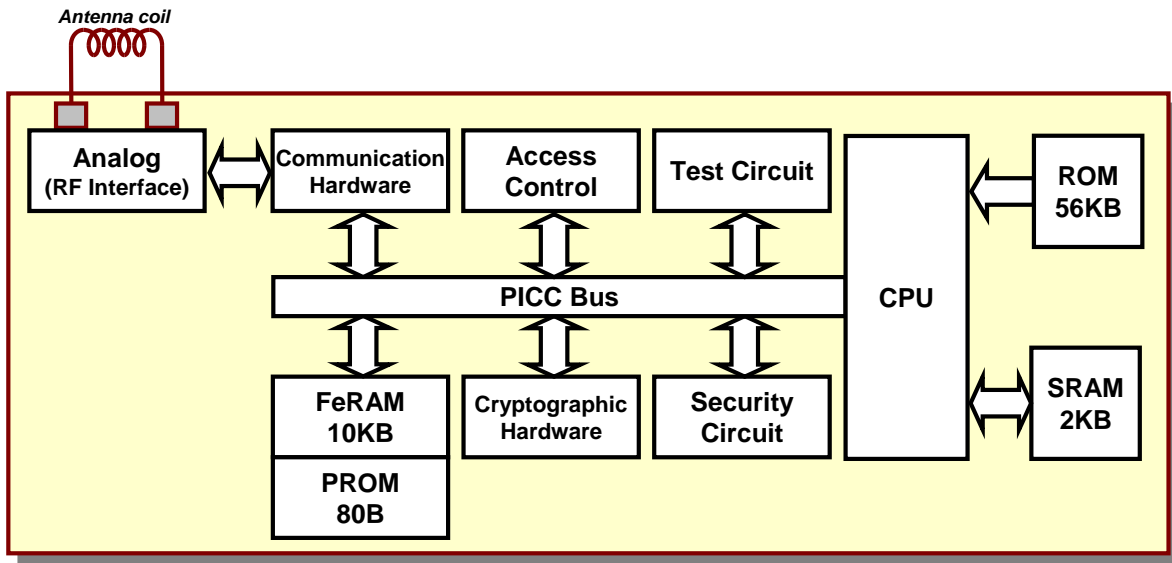 Antenna coil
Analog
(RF Interface)
Communication
Hardware
Access
Control
Test Circuit
ROM
56KB
PICC Bus
CPU
FeRAM
10KB
PROM
80B
Cryptographic
Hardware
Security
Circuit
SRAM
2KB